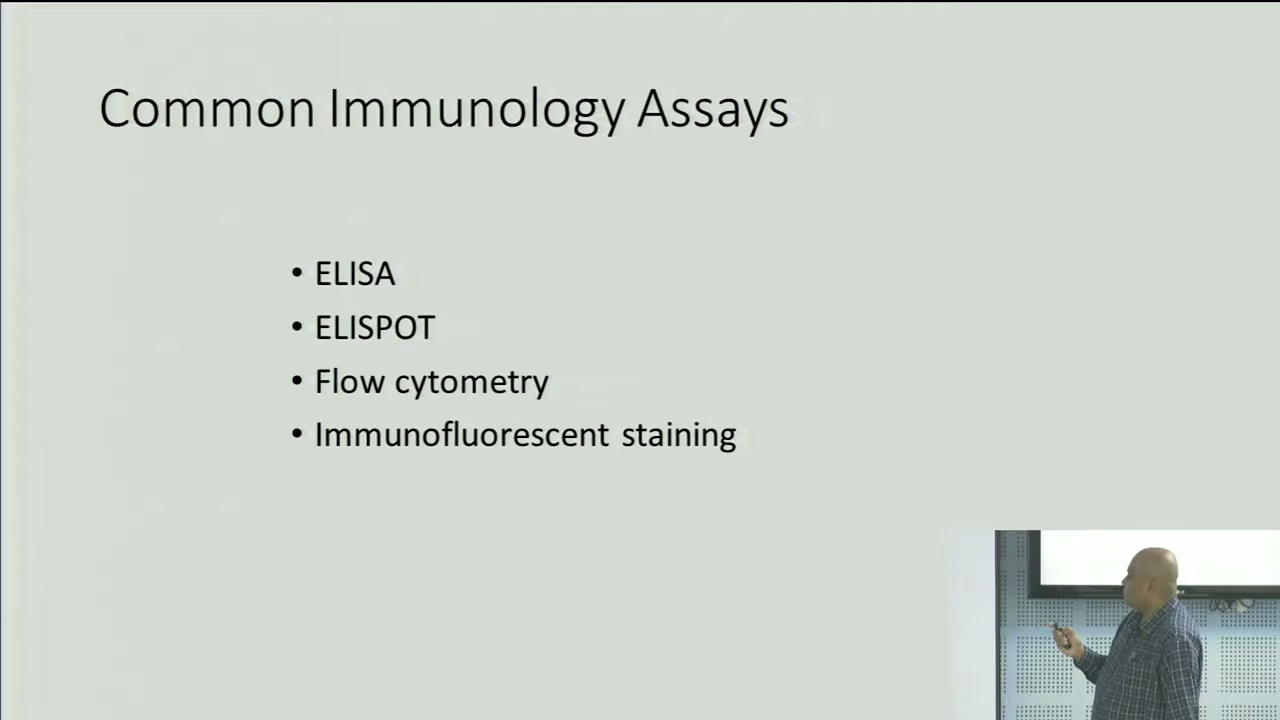 Common Immunology Assays
• ELISA
• ELISPOT
• Flow cytometry
• Immunofluorescent staining